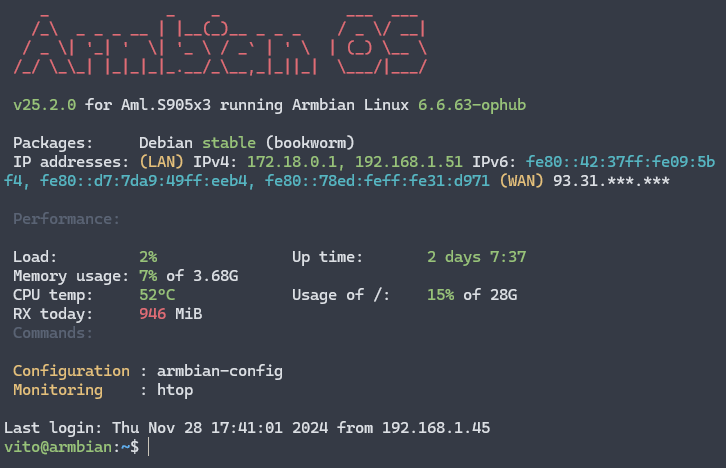 Armbian OS
v25.2.0 for Aml.S905x3 running Armbian Linux 6.6.63-ophub
Packages: Debian stable (bookworm)
IP addresses: (LAN) IPv4: 172.18.0.1, 192.168.1.51 IPv6: fe80::42:37ff:fe09:5b
f4, fe80::d7:7da9:49ff:eeb4, fe80::78ed:feff:fe31:d971 (WAN) 93.31.***.***
Performance:
Load: 2% Up time: 2 days 7:37
Memory usage: 7% of 3.68G
CPU temp: 52°C Usage of /: 15% of 28G
RX today: 946 MiB
Commands:
Configuration : armbian-config
Monitoring : htop
Last login: Thu Nov 28 17:41:01 2024 from 192.168.1.45
vito@armbian:~$